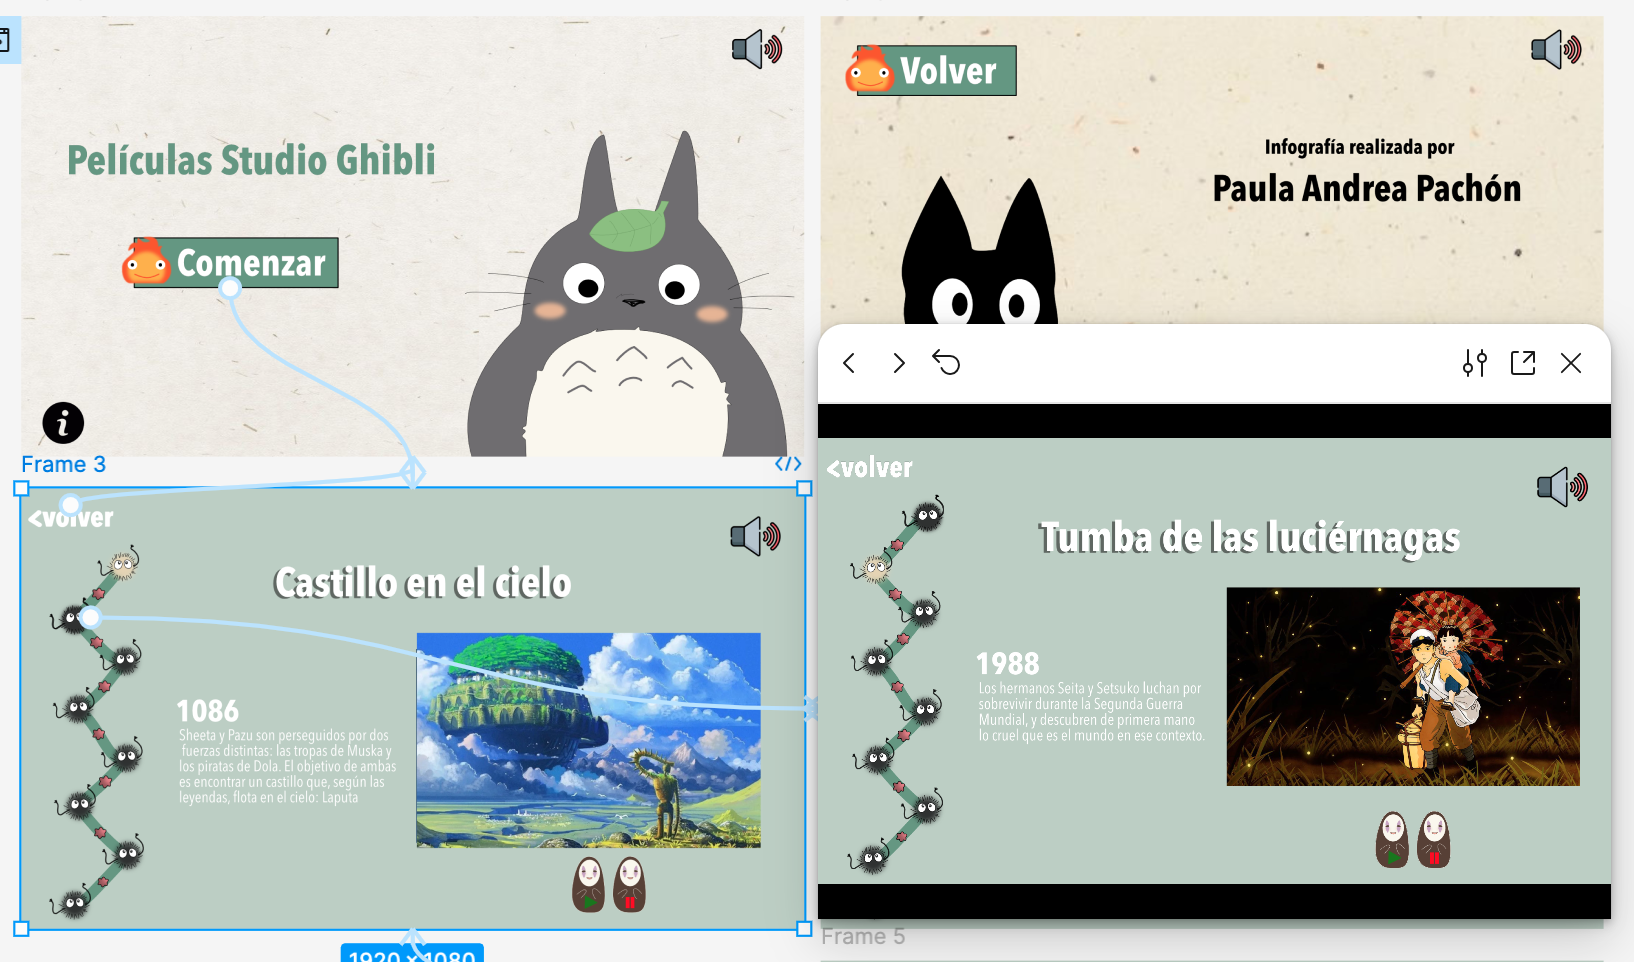 Películas Studio Ghibli
Comenzar
i
Volver
Infografía realizada por
Paula Andrea Pachón
Frame 3
</>
<volver
Castillo en el cielo
1086
Sheeta y Pazu son perseguidos por dos
fuerzas distintas: las tropas de Muska y
los piratas de Dola. El objetivo de ambas
es encontrar un castillo que, según las
leyendas, flota en el cielo: Laputa
1920 × 1080
<volver
Tumba de las luciérnagas
1988
Los hermanos Seita y Setsuko luchan por
sobrevivir durante la Segunda Guerra
Mundial, y descubren de primera mano
lo cruel que es el mundo en ese contexto.
Frame 5